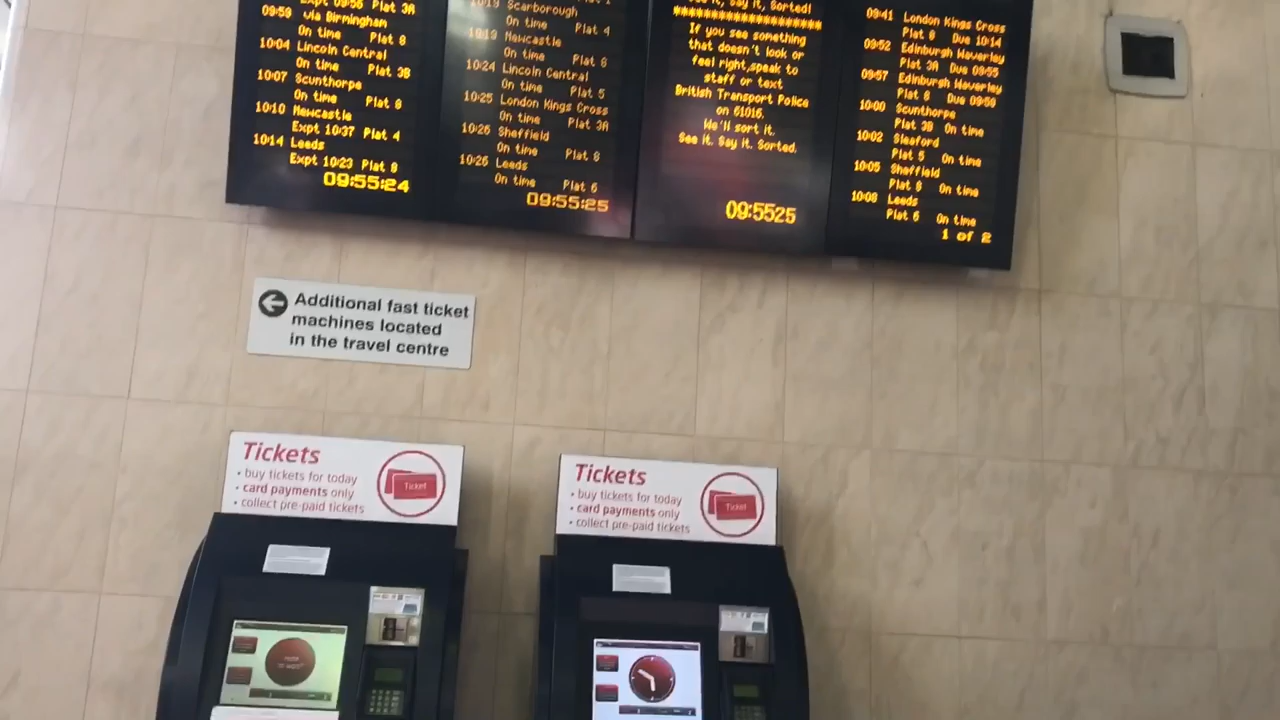 Expt 09:56 Plat 3A
09:59 via Birmingham
On time Plat 8
10:04 Lincoln Central
On time Plat 3B
10:07 Scunthorpe
On time Plat 8
10:10 Newcastle
Expt 10:37 Plat 4
10:14 Leeds
Expt 10:23 Plat 8
09:55:24
Scarborough
On time Plat 4
Newcastle
On time Plat 8
10:24 Lincoln Central
On time Plat 5
10:25 London Kings Cross
On time Plat 3A
10:26 Sheffield
On time Plat 8
10:26 Leeds
On time Plat 6
09:55:25
See it, Say it, Sorted!
*********************
If you see something
that doesn't look or
feel right,speak to
staff or text
British Transport Police
on 61016.
We'll sort it.
See it. Say it. Sorted.
09:5525
09:41 London Kings Cross
Plat 8 Due 10:14
09:52 Edinburgh Waverley
Plat 3A Due 09:55
09:57 Edinburgh Waverley
Plat 8 Due 09:59
10:00 Scunthorpe
Plat 3B On time
10:02 Sleaford
Plat 5 On time
10:05 Sheffield
Plat 8 On time
10:08 Leeds
Plat 6 On time
1 of 2
Additional fast ticket
machines located
in the travel centre
Tickets
• buy tickets for today
• card payments only
• collect pre-paid tickets
Ticket
Tickets
• buy tickets for today
• card payments only
• collect pre-paid tickets
Ticket